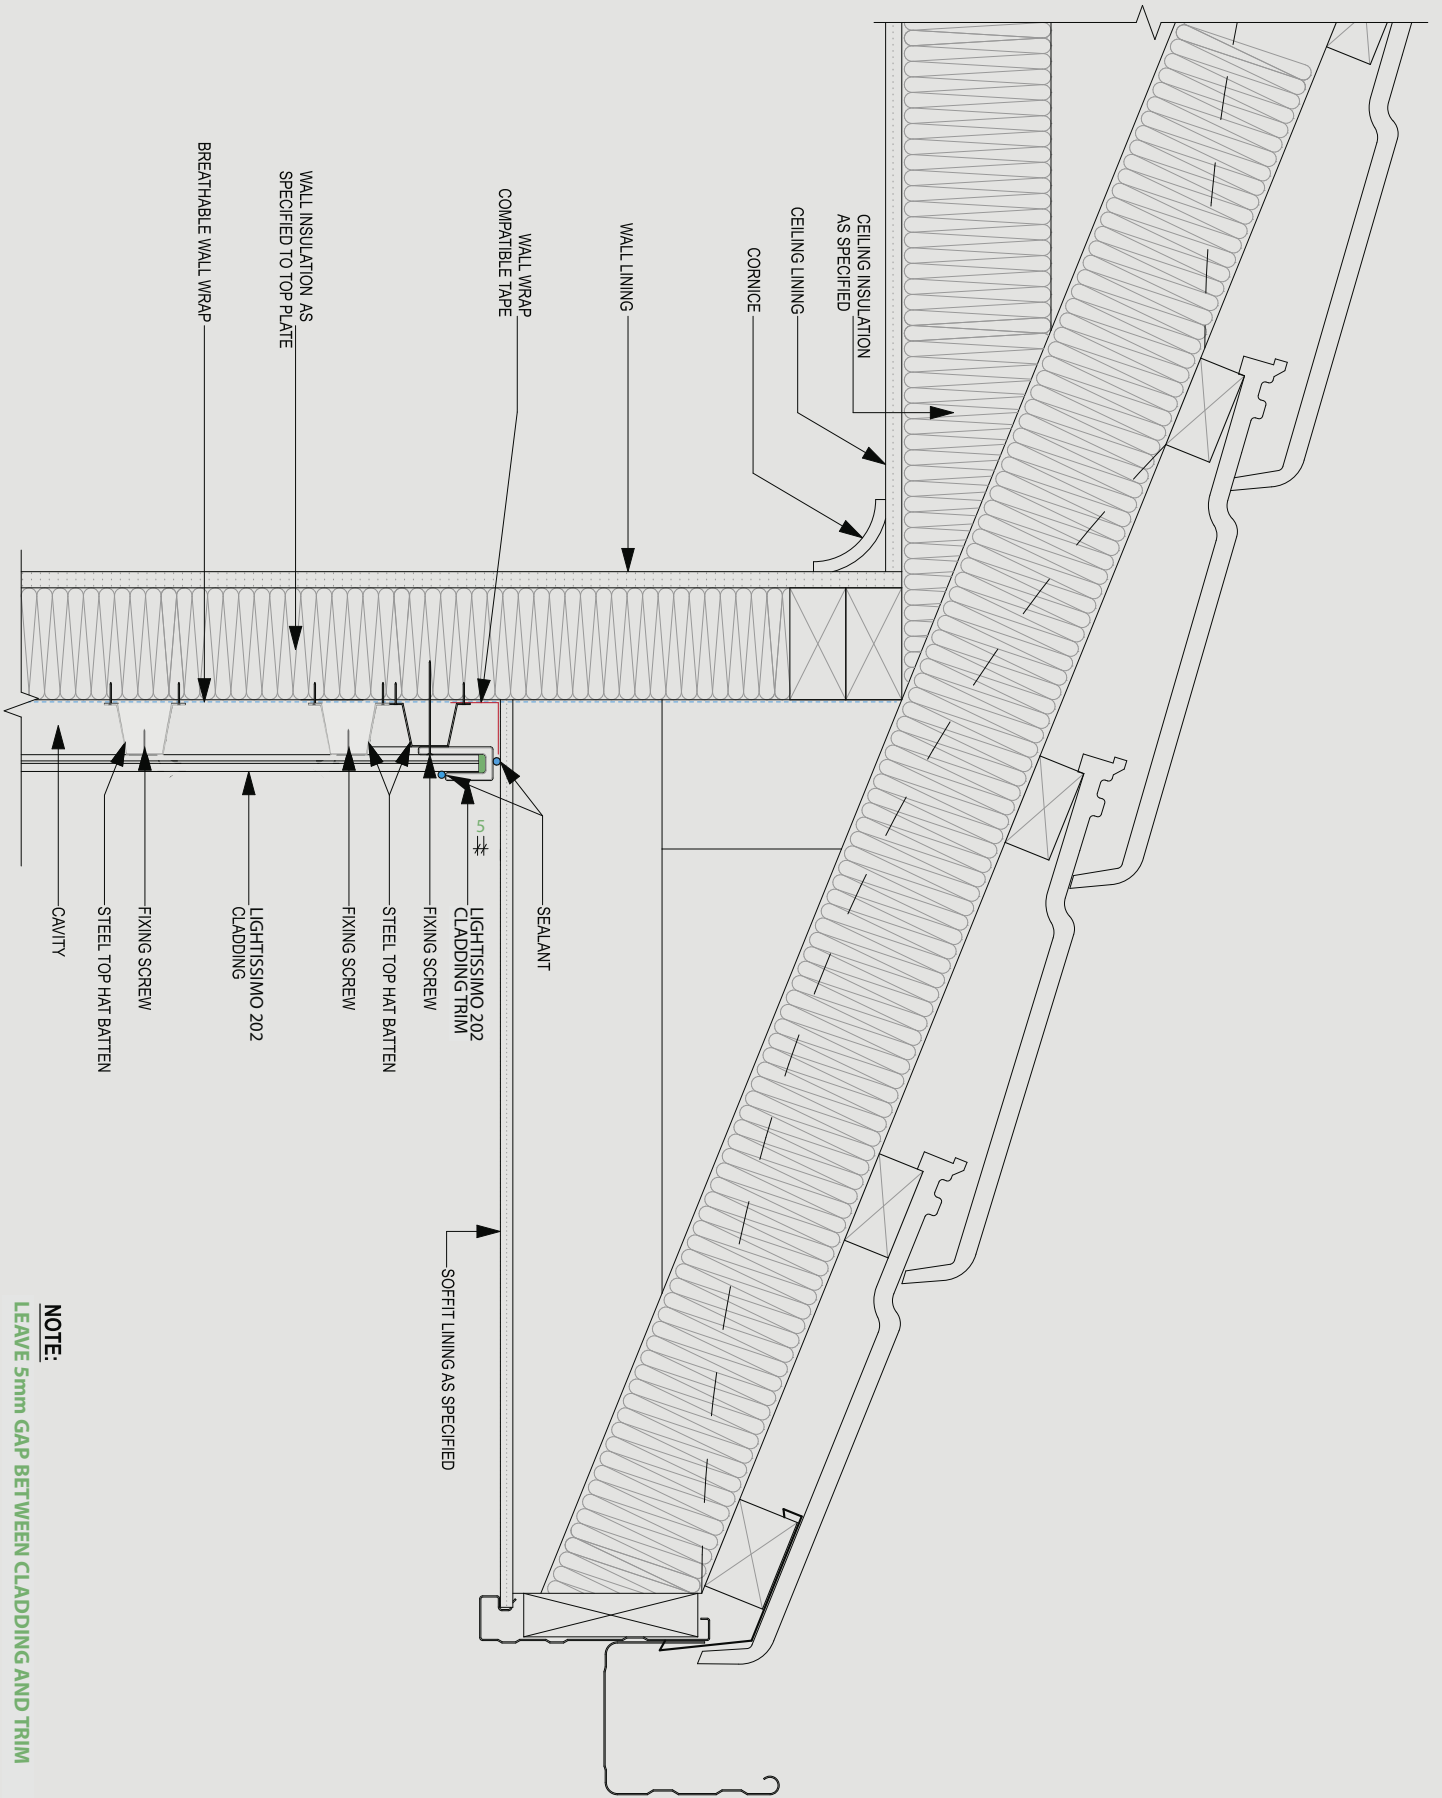 CEILING INSULATION
AS SPECIFIED
CEILING LINING
CORNICE
WALL LINING
WALL WRAP
COMPATIBLE TAPE
WALL INSULATION AS
SPECIFIED TO TOP PLATE
BREATHABLE WALL WRAP
5
SEALANT
LIGHTISSIMO 202
CLADDING TRIM
FIXING SCREW
STEEL TOP HAT BATTEN
FIXING SCREW
LIGHTISSIMO 202
CLADDING
FIXING SCREW
STEEL TOP HAT BATTEN
CAVITY
SOFFIT LINING AS SPECIFIED
NOTE:
LEAVE 5mm GAP BETWEEN CLADDING AND TRIM